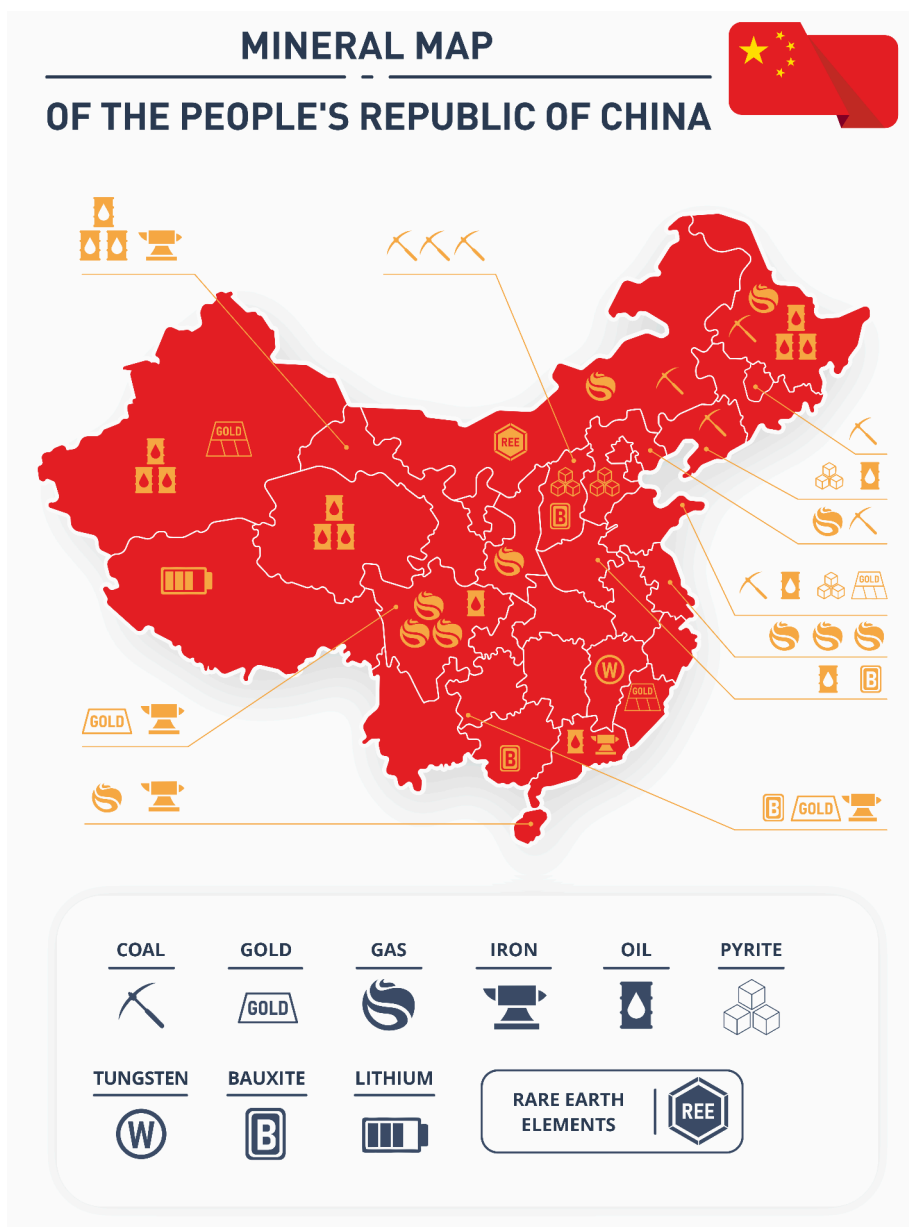 MINERAL MAP
OF THE PEOPLE'S REPUBLIC OF CHINA
GOLD
REE
B
GOLD
W
GOLD
GOLD
B
B
B GOLD
COAL GOLD GAS IRON OIL PYRITE
GOLD
TUNGSTEN BAUXITE LITHIUM
RARE EARTH
ELEMENTS
W B REE